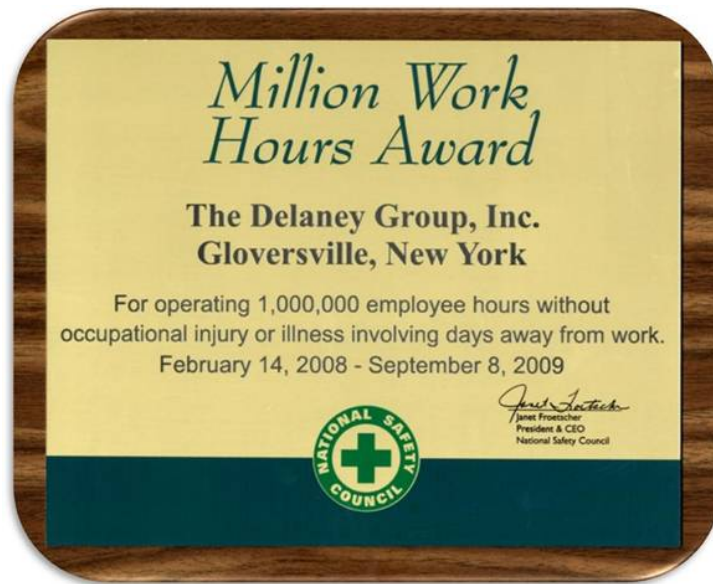 Million Work
Hours Award
The Delaney Group, Inc.
Gloversville, New York
For operating 1,000,000 employee hours without
occupational injury or illness involving days away from work.
February 14, 2008 - September 8, 2009
Janet Froetscher
Janet Froetscher
President & CEO
National Safety Council
NATIONAL SAFETY
COUNCIL